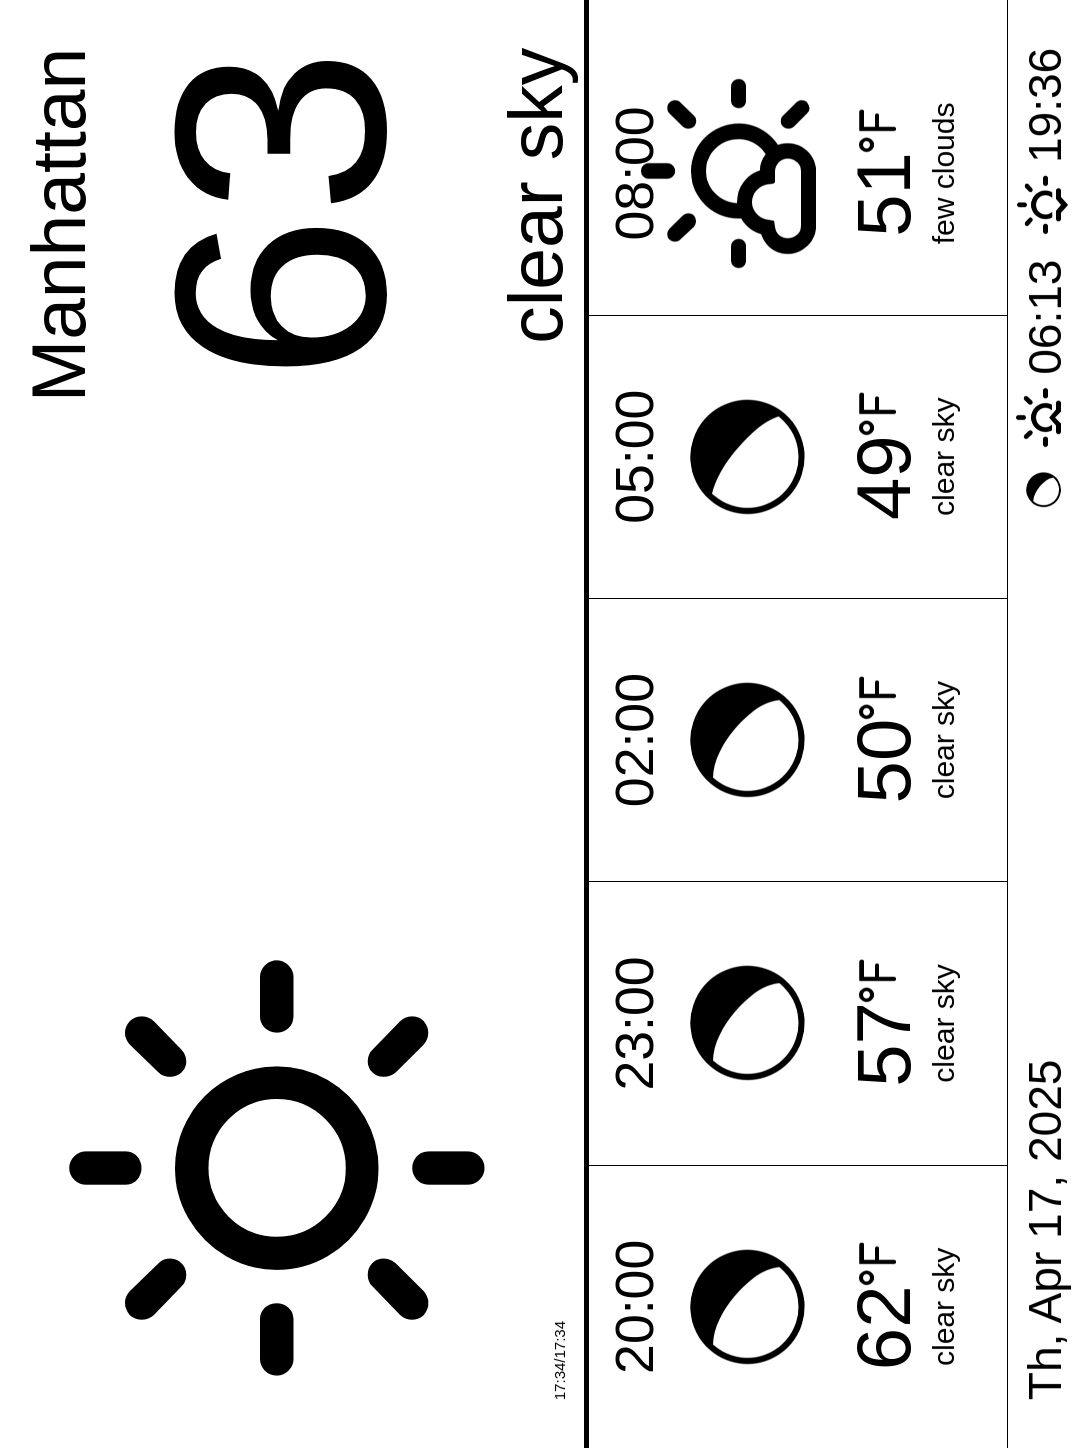 Manhattan
63
clear sky
17:34/17:34
20:00
62°F
clear sky
23:00
57°F
clear sky
02:00
50°F
clear sky
05:00
49°F
clear sky
08:00
51°F
few clouds
Th, Apr 17, 2025
06:13
19:36